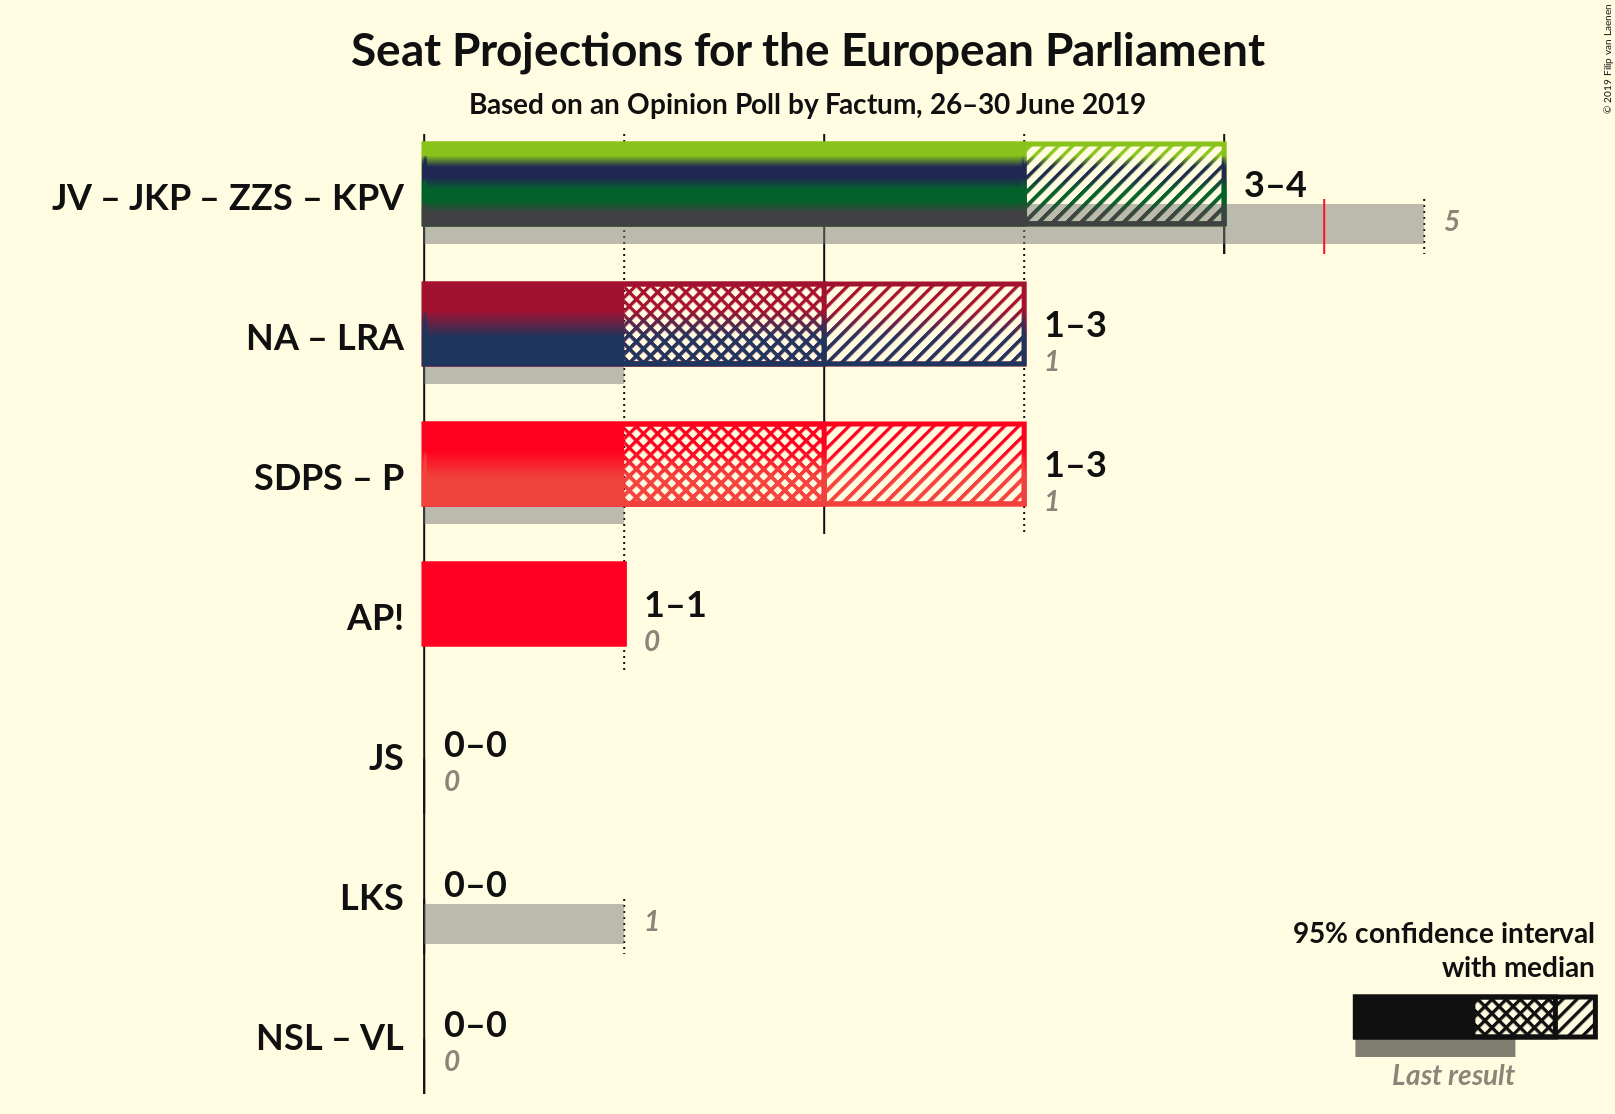 Seat Projections for the European Parliament
Based on an Opinion Poll by Factum, 26–30 June 2019
© 2019 Filip van Laenen
JV – JKP – ZZS – KPV
3–4
5
NA – LRA
1–3
1
SDPS – P
1–3
1
AP!
1–1
0
JS
0–0
0
LKS
0–0
1
NSL – VL
0–0
0
95% confidence interval
with median
Last result